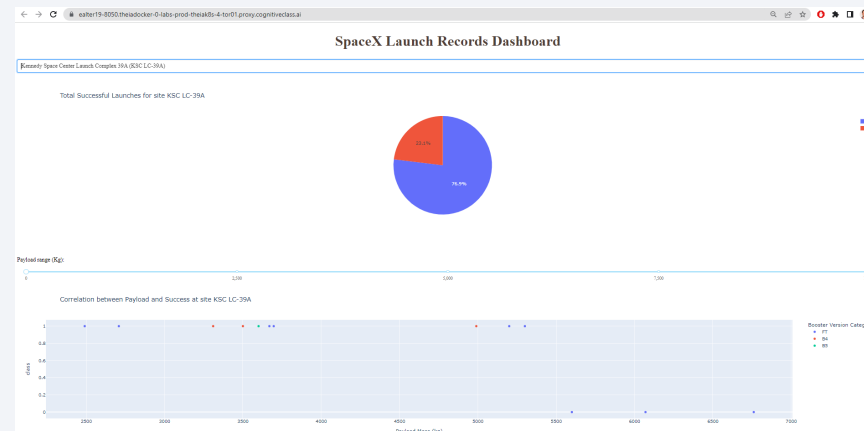 ealter19-8050.theiadocker-0-labs-prod-theiak8s-4-tor01.proxy.cognitiveclass.ai
SpaceX Launch Records Dashboard
Kennedy Space Center Launch Complex 39A (KSC LC-39A)
Total Successful Launches for site KSC LC-39A
23.1%
76.9%
Payload range (Kg):
0 2,500 5,000 7,500
Correlation between Payload and Success at site KSC LC-39A
Booster Version Categ
FT
B4
B5
1
0.8
0.6
0.4
0.2
0
class
2500 3000 3500 4000 4500 5000 5500 6000 6500 7000